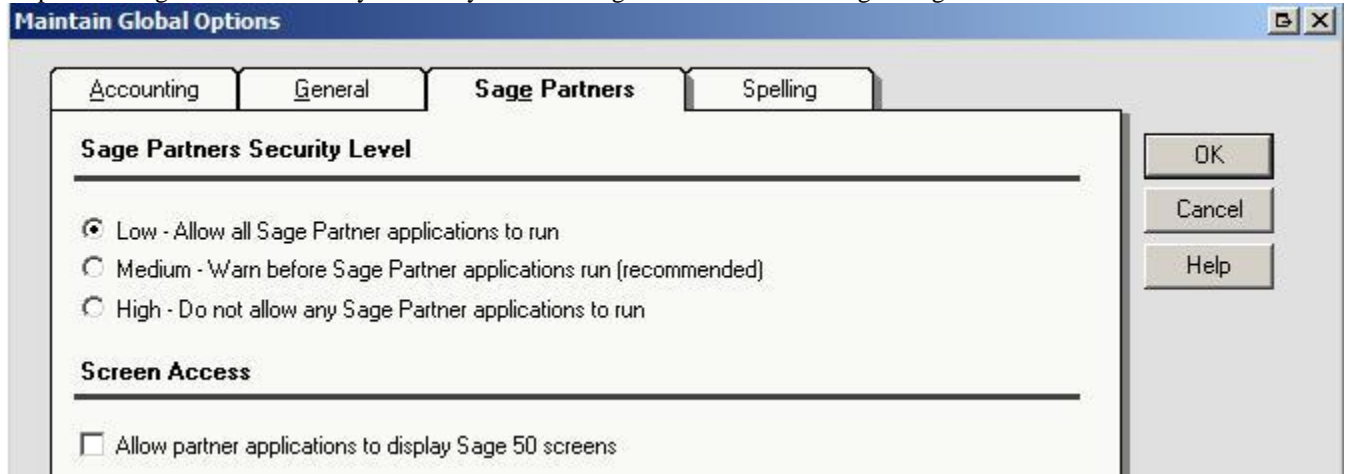 Maintain Global Options
Accounting General Sage Partners Spelling
Sage Partners Security Level
OK
Cancel
Help
Low - Allow all Sage Partner applications to run
Medium - Warn before Sage Partner applications run (recommended)
High - Do not allow any Sage Partner applications to run
Screen Access
Allow partner applications to display Sage 50 screens